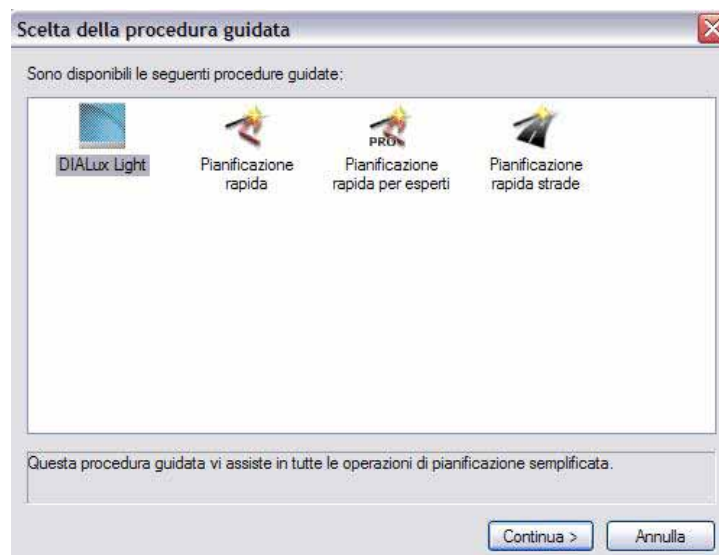 Scelta della procedura guidata
Sono disponibili le seguenti procedure guidate:
PRO
DIALux Light
Pianificazione
rapida
Pianificazione
rapida per esperti
Pianificazione
rapida strade
Questa procedura guidata vi assiste in tutte le operazioni di pianificazione semplificata.
Continua >
Annulla